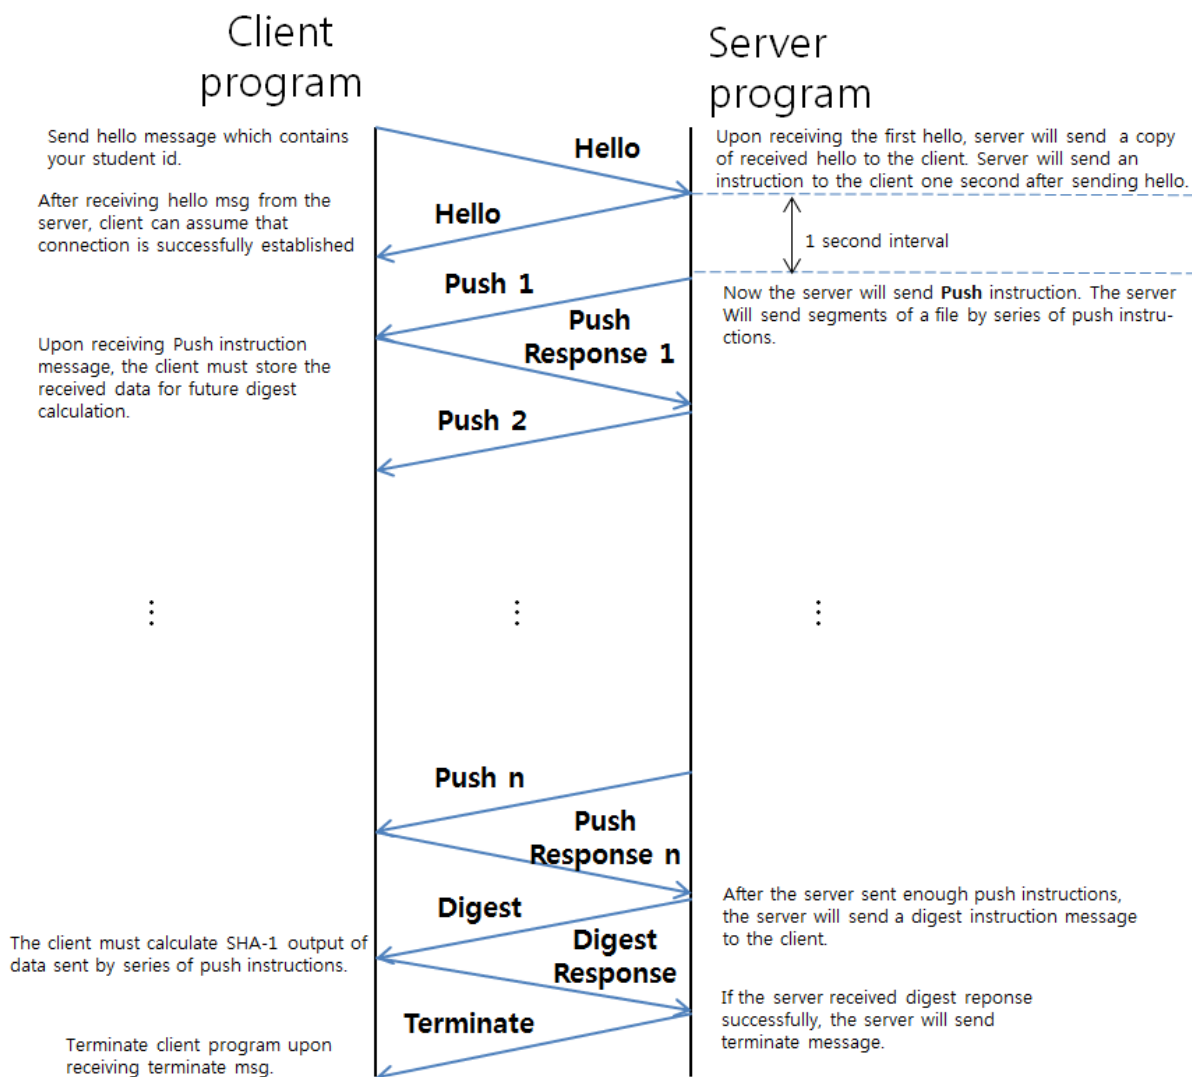 Client
program
Server
program
Send hello message which contains
your student id.
Hello
Upon receiving the first hello, server will send a copy
of received hello to the client. Server will send an
instruction to the client one second after sending hello.
After receiving hello msg from the
server, client can assume that
connection is successfully established
Hello
1 second interval
Push 1
Now the server will send Push instruction. The server
Will send segments of a file by series of push instru-
ctions.
Push
Response 1
Upon receiving Push instruction
message, the client must store the
received data for future digest
calculation.
Push 2
Push n
Push
Response n
After the server sent enough push instructions,
the server will send a digest instruction message
to the client.
Digest
The client must calculate SHA-1 output of
data sent by series of push instructions.
Digest
Response
If the server received digest reponse
successfully, the server will send
terminate message.
Terminate
Terminate client program upon
receiving terminate msg.